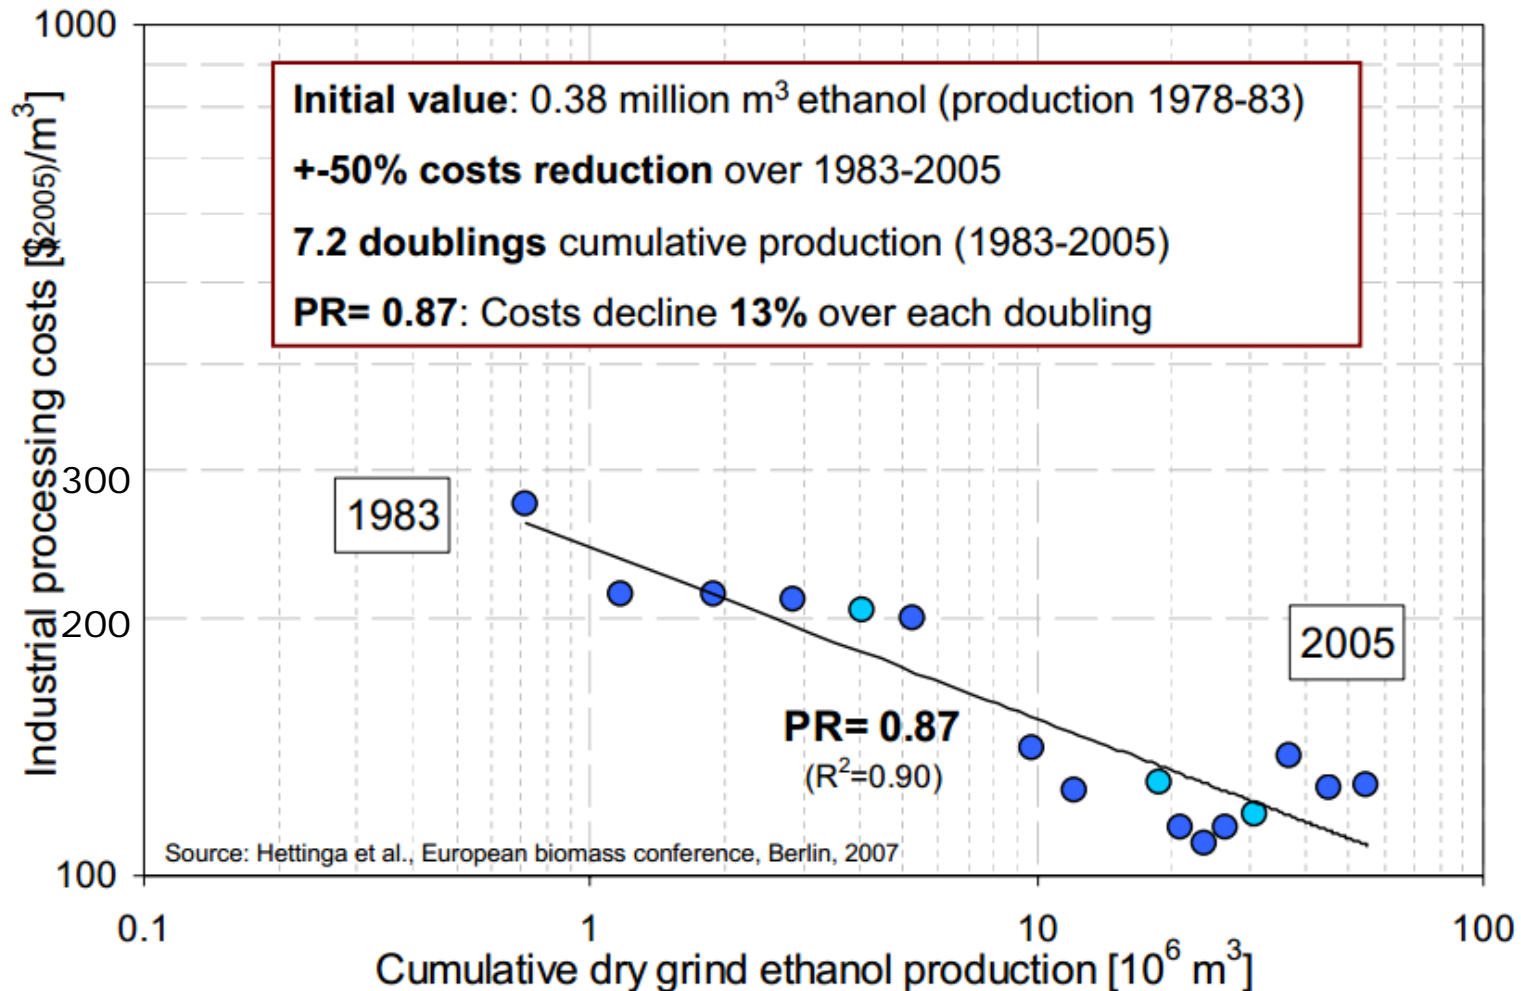 1000
Initial value: 0.38 million m³ ethanol (production 1978-83)
+-50% costs reduction over 1983-2005
7.2 doublings cumulative production (1983-2005)
PR= 0.87: Costs decline 13% over each doubling
Industrial processing costs [$2005)/m³]
300
1983
200
2005
PR= 0.87
(R²=0.90)
Source: Hettinga et al., European biomass conference, Berlin, 2007
100
0.1
1
10
100
Cumulative dry grind ethanol production [10⁶ m³]